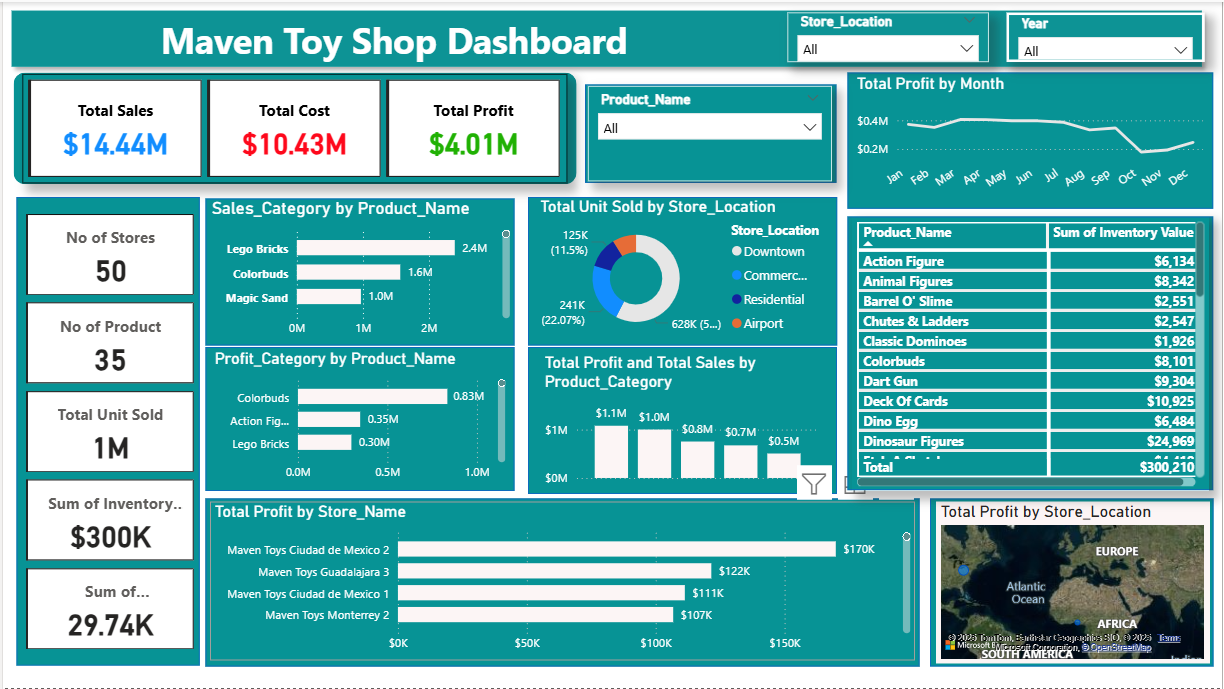 Maven Toy Shop Dashboard
Store_Location
All
Year
All
Total Sales
$14.44M
Total Cost
$10.43M
Total Profit
$4.01M
Product_Name
All
Total Profit by Month
$0.4M
$0.2M
Jan Feb Mar Apr May Jun Jul Aug Sep Oct Nov Dec
No of Stores
50
No of Product
35
Total Unit Sold
1M
Sum of Inventory..
$300K
Sum of...
29.74K
Sales_Category by Product_Name
Lego Bricks 2.4M
Colorbuds 1.6M
Magic Sand 1.0M
0M 1M 2M
Profit_Category by Product_Name
Colorbuds 0.83M
Action Fig... 0.35M
Lego Bricks 0.30M
0.0M 0.5M 1.0M
Total Unit Sold by Store_Location
125K
(11.5%)
241K
(22.07%)
628K (5...)
Store_Location
Downtown
Commerc...
Residential
Airport
Total Profit and Total Sales by
Product_Category
$1.1M $1.0M $0.8M $0.7M $0.5M
$1M
$0M
Product_Name Sum of Inventory Value
Action Figure $6,134
Animal Figures $8,342
Barrel O' Slime $2,551
Chutes & Ladders $2,547
Classic Dominoes $1,926
Colorbuds $8,101
Dart Gun $9,304
Deck Of Cards $10,925
Dino Egg $6,484
Dinosaur Figures $24,969
Total $300,210
Total Profit by Store_Name
Maven Toys Ciudad de Mexico 2 $170K
Maven Toys Guadalajara 3 $122K
Maven Toys Ciudad de Mexico 1 $111K
Maven Toys Monterrey 2 $107K
$0K $50K $100K $150K
Total Profit by Store_Location
EUROPE
Atlantic
Ocean
AFRICA
SOUTH AMERICA
Microsoft
Microsoft Corporation, © OpenStreetMap
Terms